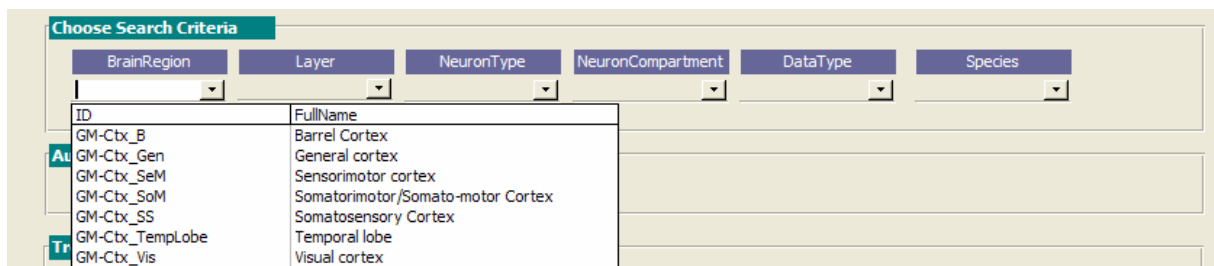 Choose Search Criteria
BrainRegion Layer NeuronType NeuronCompartment DataType Species
ID FullName
GM-Ctx_B Barrel Cortex
GM-Ctx_Gen General cortex
GM-Ctx_SeM Sensorimotor cortex
GM-Ctx_SoM Somatorimotor/Somato-motor Cortex
GM-Ctx_SS Somatosensory Cortex
GM-Ctx_TempLobe Temporal lobe
GM-Ctx_Vis Visual cortex